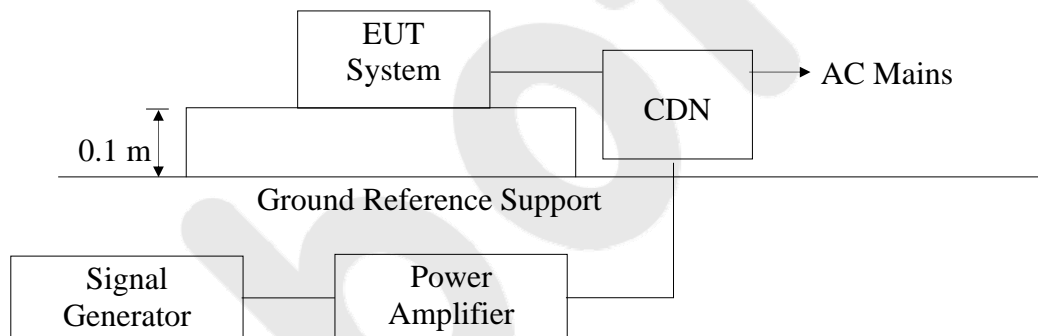 EUT
System
AC Mains
CDN
0.1 m
Ground Reference Support
Signal
Generator
Power
Amplifier